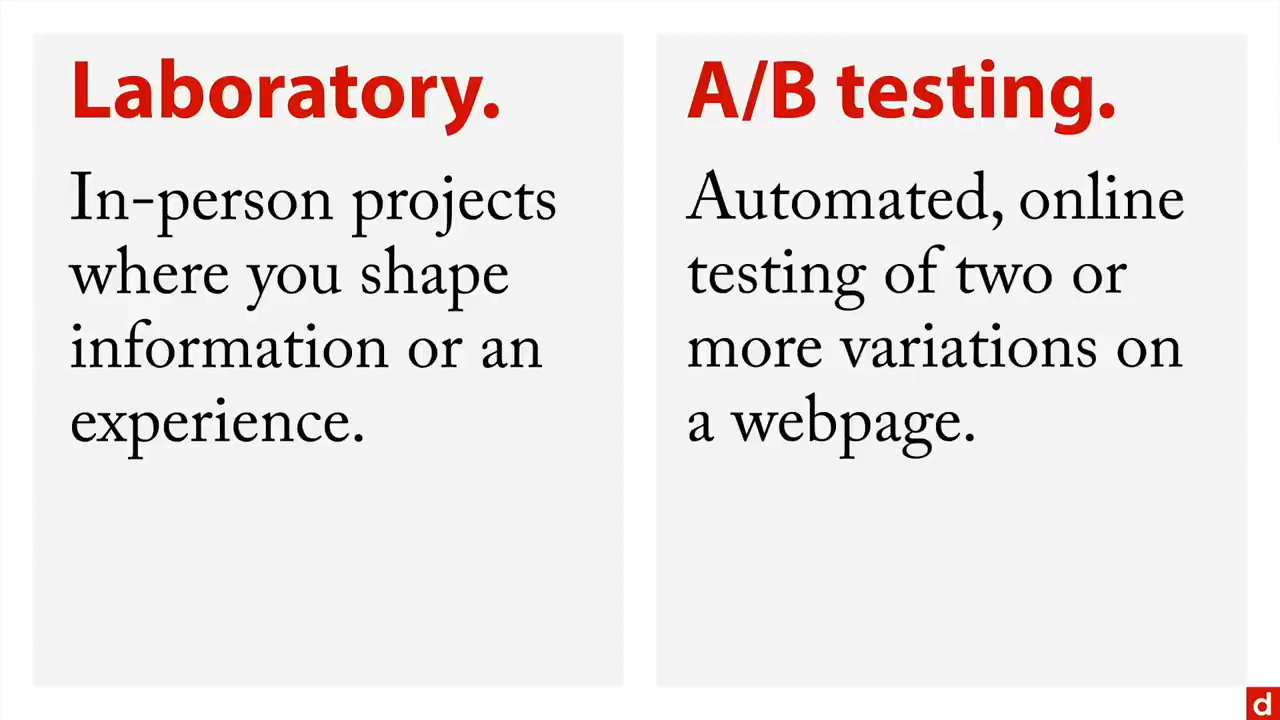 Laboratory.
In-person projects
where you shape
information or an
experience.
A/B testing.
Automated, online
testing of two or
more variations on
a webpage.
d